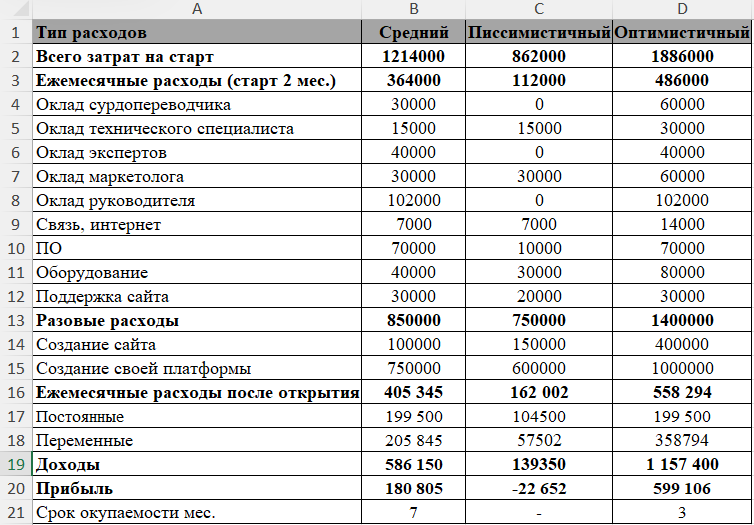 A B C D
1 Тип расходов Средний Писсимистичный Оптимистичный
2 Всего затрат на старт 1214000 862000 1886000
3 Ежемесячные расходы (старт 2 мес.) 364000 112000 486000
4 Оклад сурдопереводчика 30000 0 60000
5 Оклад технического специалиста 15000 15000 30000
6 Оклад экспертов 40000 0 40000
7 Оклад маркетолога 30000 30000 60000
8 Оклад руководителя 102000 0 102000
9 Связь, интернет 7000 7000 14000
10 ПО 70000 10000 70000
11 Оборудование 40000 30000 80000
12 Поддержка сайта 30000 20000 30000
13 Разовые расходы 850000 750000 1400000
14 Создание сайта 100000 150000 400000
15 Создание своей платформы 750000 600000 1000000
16 Ежемесячные расходы после открытия 405 345 162 002 558 294
17 Постоянные 199 500 104500 199 500
18 Переменные 205 845 57502 358794
19 Доходы 586 150 139350 1 157 400
20 Прибыль 180 805 -22 652 599 106
21 Срок окупаемости мес. 7 - 3